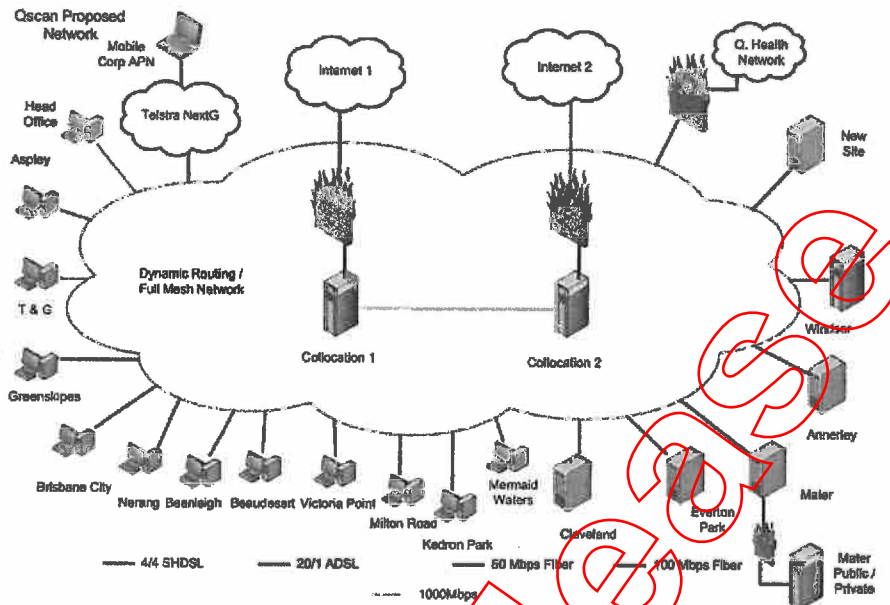 Qscan Proposed
Network
Mobile
Corp APN
Internet 1
Internet 2
Q. Health
Network
Head
Office
Telstra NextG
New
Site
Aspley
Dynamic Routing /
Full Mesh Network
T & G
Windsor
Collocation 1
Collocation 2
Greenslopes
Annerley
Brisbane City
Nerang
Beenleigh
Beaudesert
Victoria Point
Milton Road
Kedron Park
Mermaid
Waters
Cleveland
Everton
Park
Mater
4/4 SHDSL
20/1 ADSL
50 Mbps Fiber
100 Mbps Fiber
Mater
Public /
Private
1000Mbps
e a s e